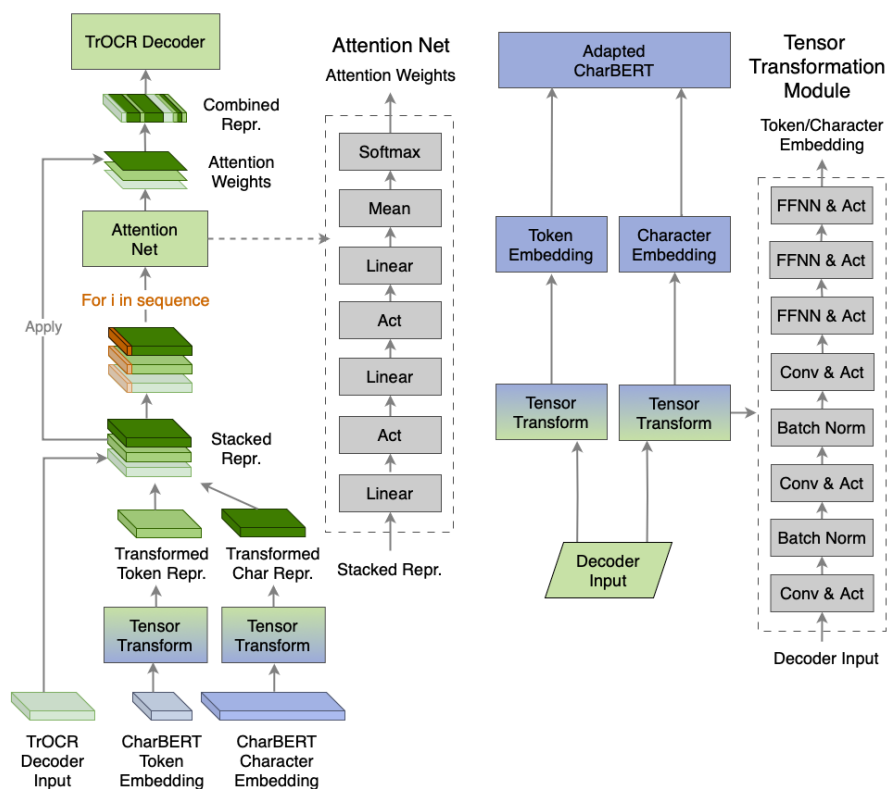 TrOCR Decoder
Combined
Repr.
Attention
Weights
Attention
Net
For i in sequence
Apply
Stacked
Repr.
Transformed
Token Repr.
Transformed
Char Repr.
Tensor
Transform
Tensor
Transform
TrOCR
Decoder
Input
CharBERT
Token
Embedding
CharBERT
Character
Embedding
Attention Net
Attention Weights
Softmax
Mean
Linear
Act
Linear
Act
Linear
Stacked Repr.
Adapted
CharBERT
Token
Embedding
Character
Embedding
Tensor
Transform
Tensor
Transform
Decoder
Input
Tensor
Transformation
Module
Token/Character
Embedding
FFNN & Act
FFNN & Act
FFNN & Act
Conv & Act
Batch Norm
Conv & Act
Batch Norm
Conv & Act
Decoder Input